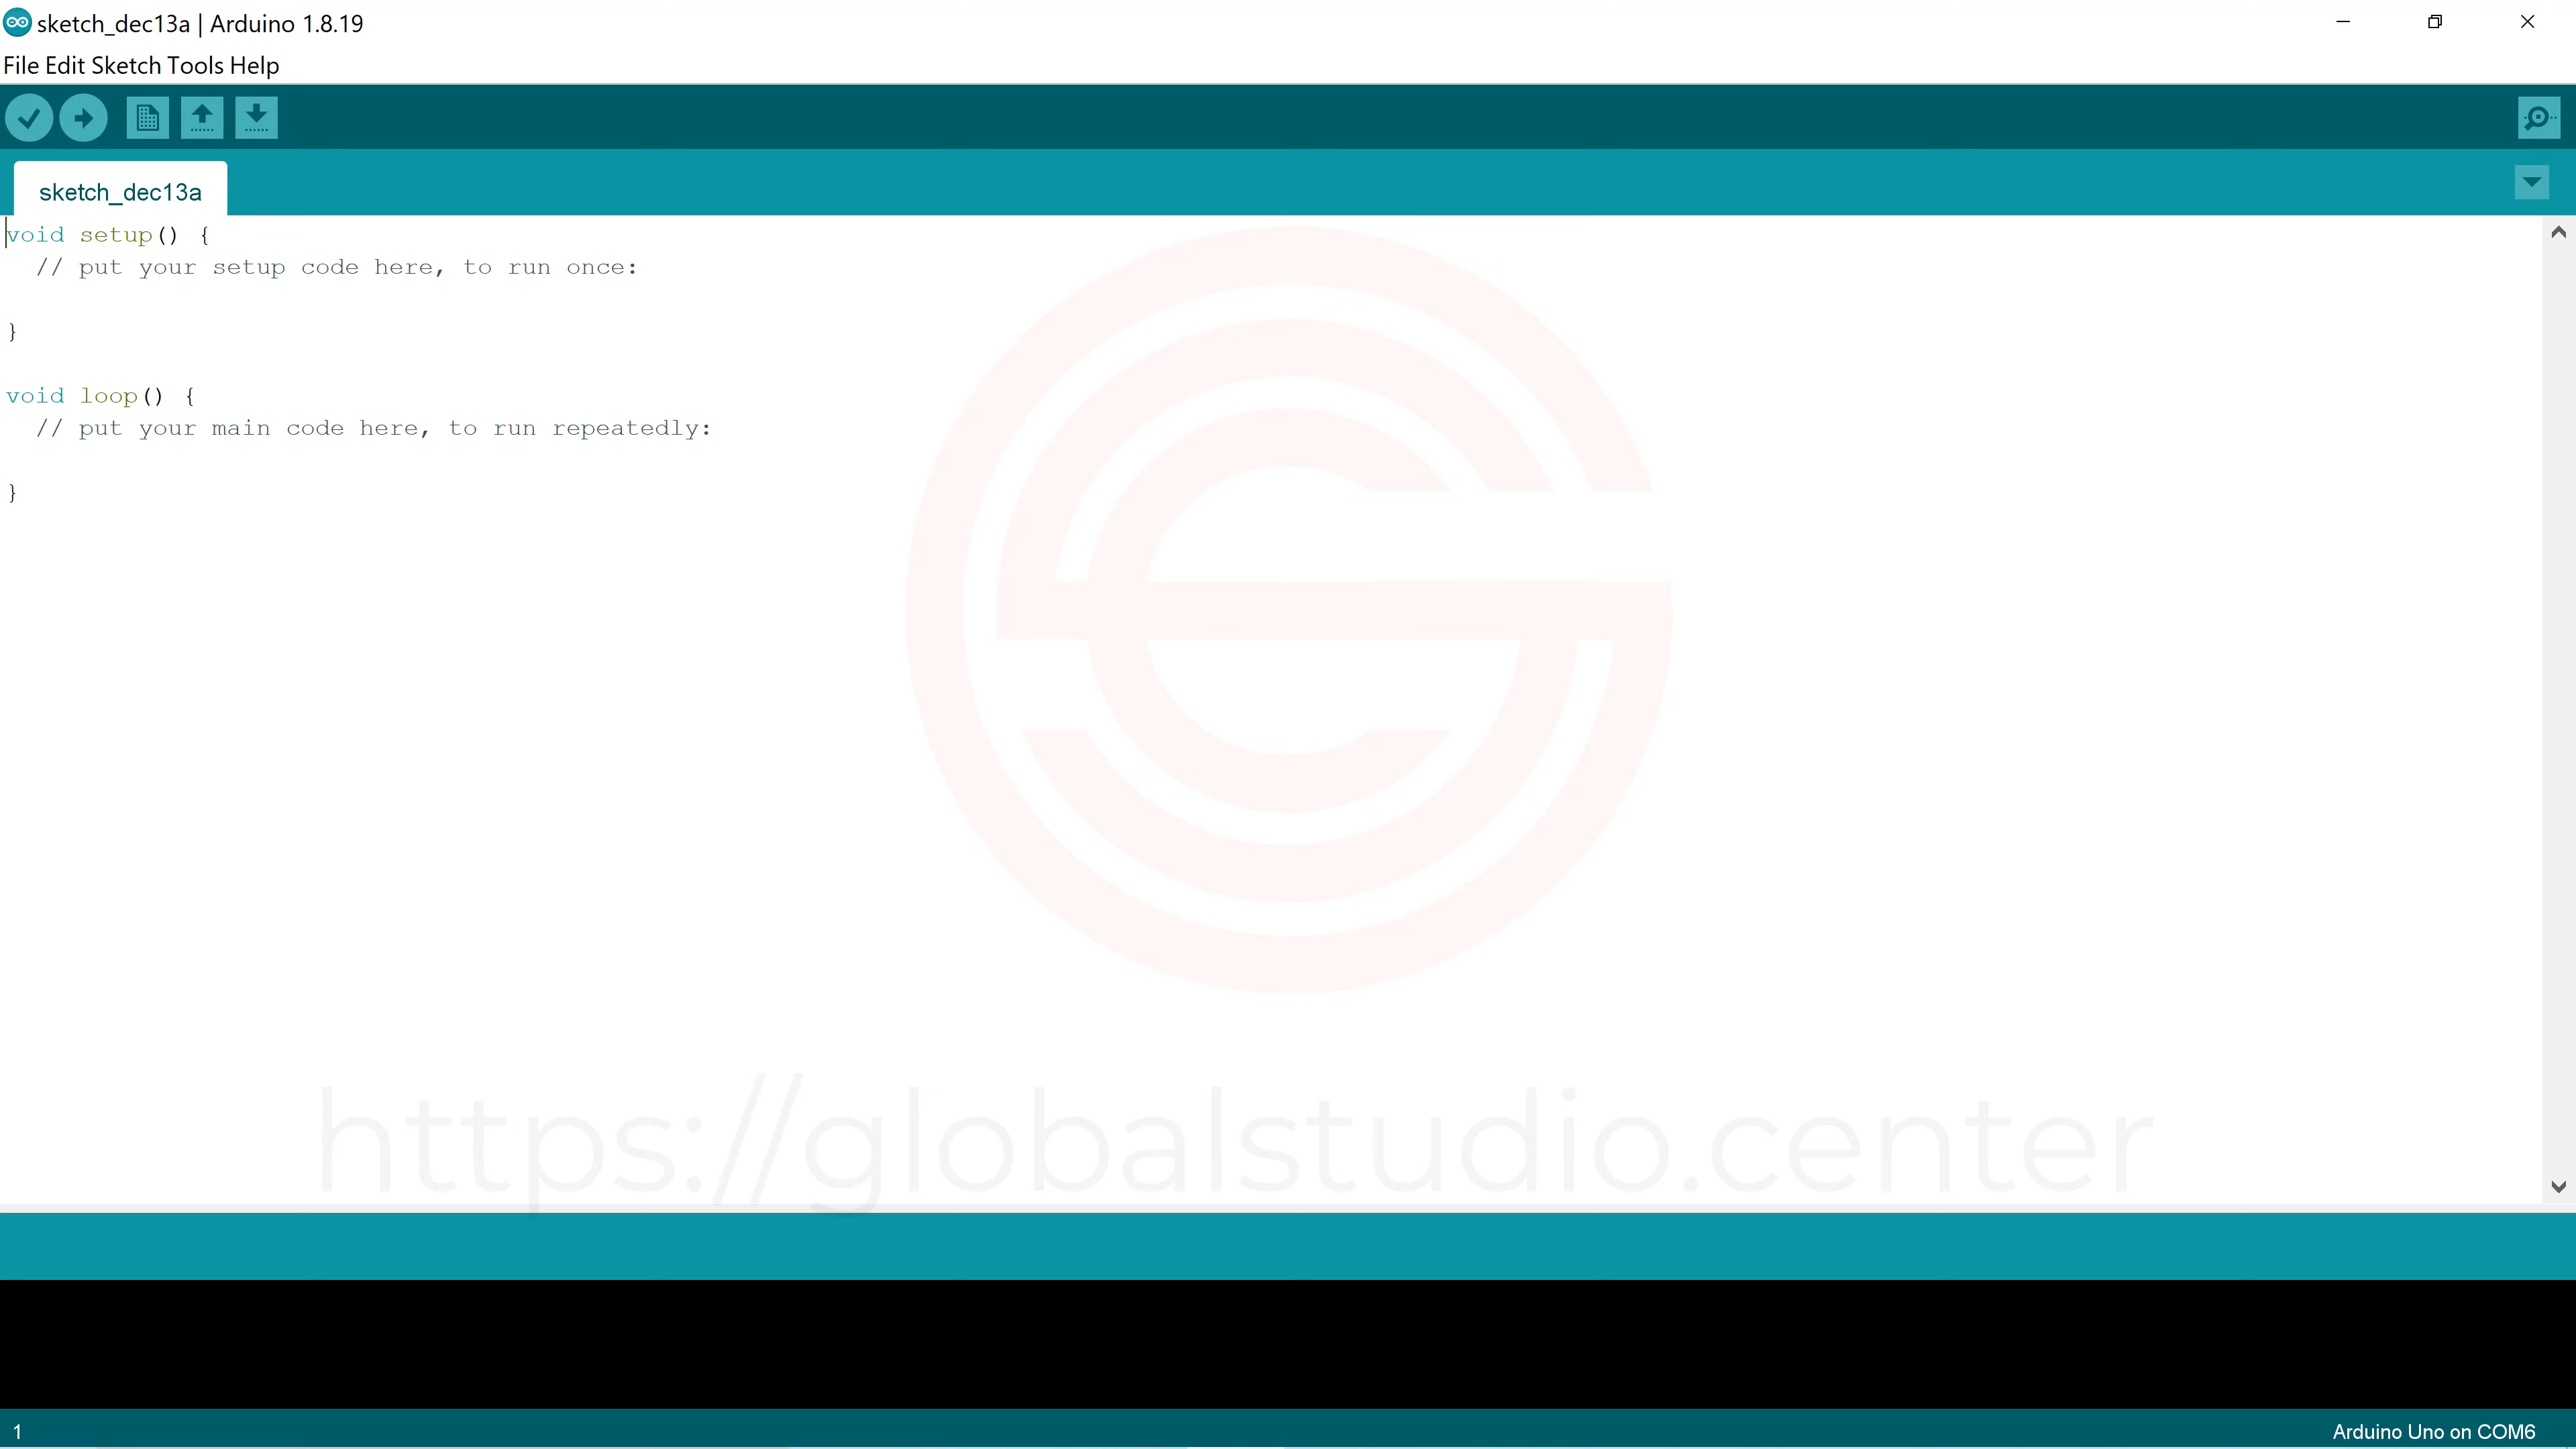 sketch_dec13a | Arduino 1.8.19
File Edit Sketch Tools Help
sketch_dec13a
void setup() {
  // put your setup code here, to run once:
}
void loop() {
  // put your main code here, to run repeatedly:
}
https://globalstudio.center
1
Arduino Uno on COM6